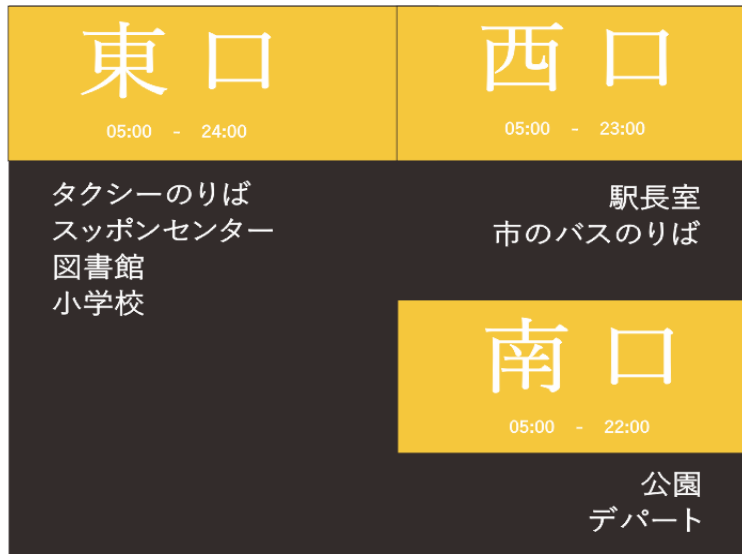 東口
05:00 - 24:00
タクシーのりば
スッポンセンター
図書館
小学校
西口
05:00 - 23:00
駅長室
市のバスのりば
南口
05:00 - 22:00
公園
デパート